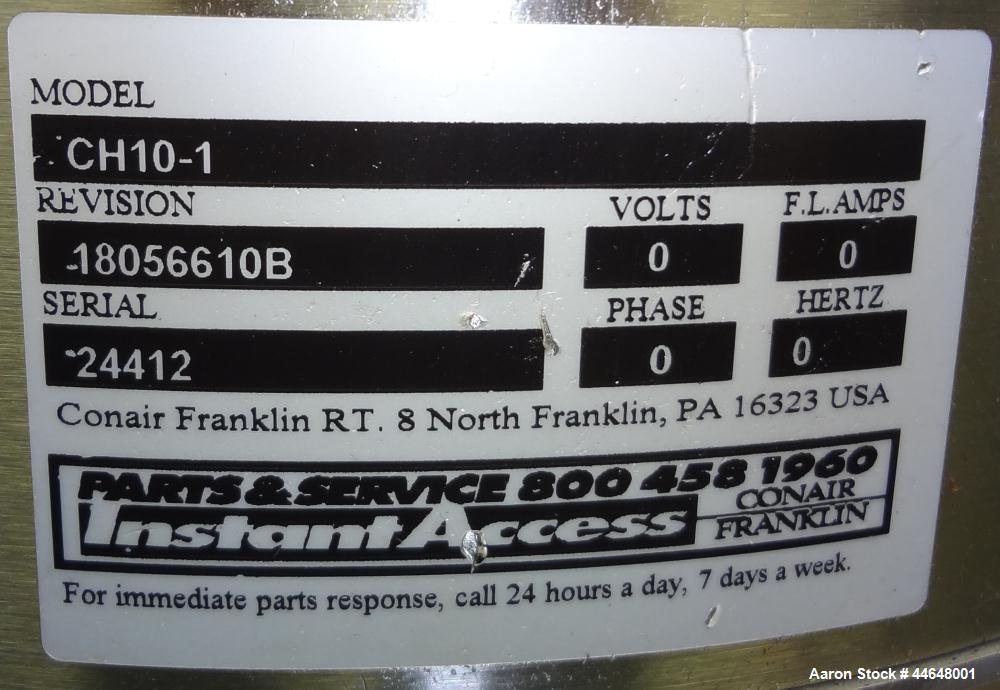 MODEL
CH10-1
REVISION
18056610B
VOLTS
0
F.L.AMPS
0
SERIAL
24412
PHASE
0
HERTZ
0
Conair Franklin RT. 8 North Franklin, PA 16323 USA
PARTS & SERVICE 800 458 1960
Instant Access
CONAIR
FRANKLIN
For immediate parts response, call 24 hours a day, 7 days a week.
Aaron Stock # 44648001